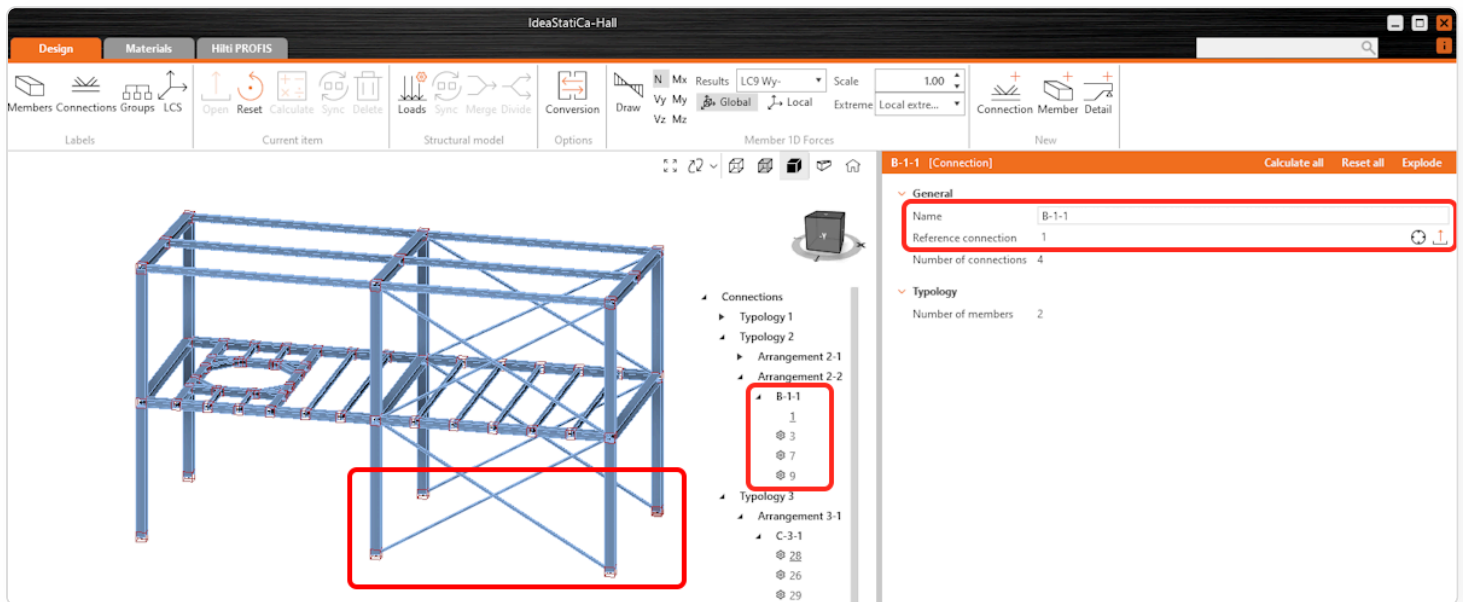 IdeaStatiCa-Hall
Design Materials Hilti PROFIS
N Mx Results LC9 Wy- Scale 1.00
Members Connections Groups LCS Open Reset Calculate Sync Delete Loads Sync Merge Divide Conversion Draw Vy My Global Local Extreme Local extre... Connection Member Detail
Vz Mz
Labels Current item Structural model Options Member 1D Forces New
B-1-1 [Connection] Calculate all Reset all Explode
General
Name B-1-1
Reference connection 1
Number of connections 4
Typology
Number of members 2
-Y
Connections
Typology 1
Typology 2
Arrangement 2-1
Arrangement 2-2
B-1-1
1
3
7
9
Typology 3
Arrangement 3-1
C-3-1
28
26
29